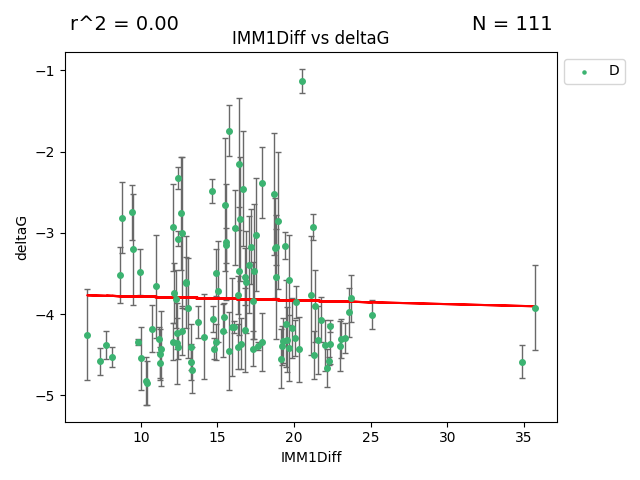 r^2 = 0.00
N = 111
IMM1Diff vs deltaG
D
−1
−2
−3
−4
−5
deltaG
10 15 20 25 30 35
IMM1Diff